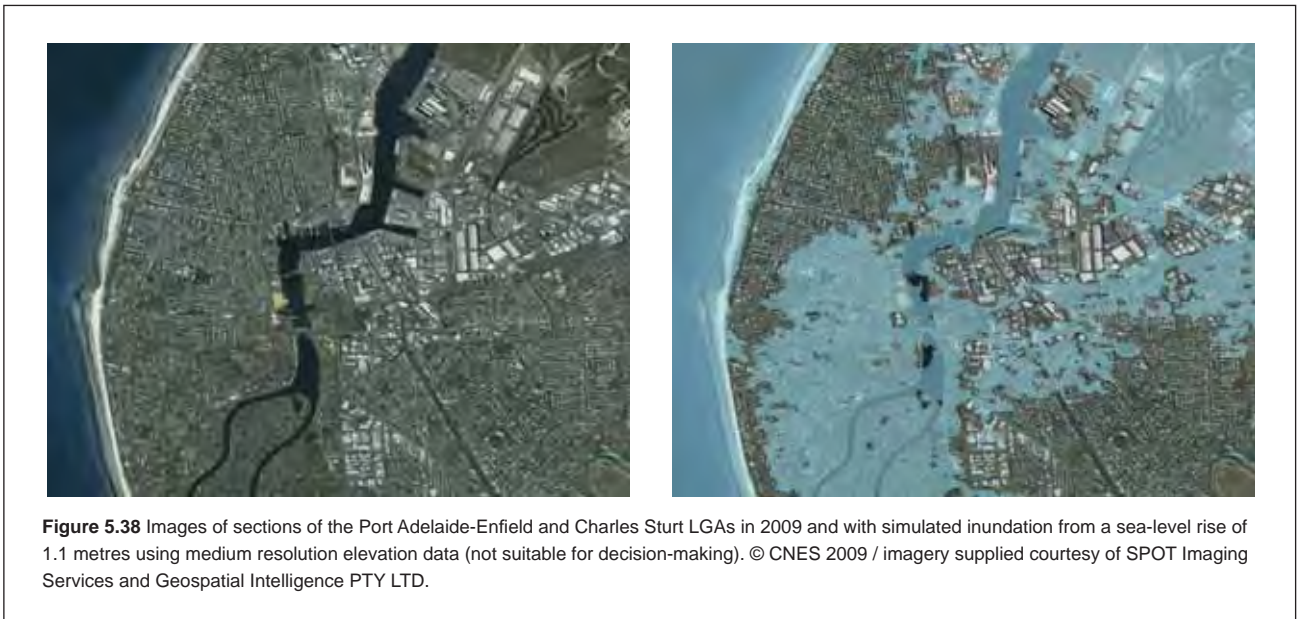 Figure 5.38 Images of sections of the Port Adelaide-Enfield and Charles Sturt LGAs in 2009 and with simulated inundation from a sea-level rise of
1.1 metres using medium resolution elevation data (not suitable for decision-making). © CNES 2009 / imagery supplied courtesy of SPOT Imaging
Services and Geospatial Intelligence PTY LTD.